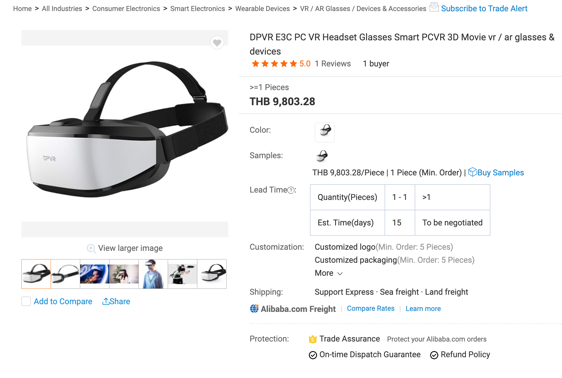 Home > All Industries > Consumer Electronics > Smart Electronics > Wearable Devices > VR / AR Glasses / Devices & Accessories Subscribe to Trade Alert
DPVR E3C PC VR Headset Glasses Smart PCVR 3D Movie vr / ar glasses &
devices
5.0 1 Reviews 1 buyer
>=1 Pieces
THB 9,803.28
Color:
Samples:
THB 9,803.28/Piece | 1 Piece (Min. Order) | Buy Samples
Lead Time?:
Quantity(Pieces) 1 - 1 >1
Est. Time(days) 15 To be negotiated
DPVR
View larger image
Add to Compare Share
Customization: Customized logo(Min. Order: 5 Pieces)
Customized packaging(Min. Order: 5 Pieces)
More
Shipping: Support Express · Sea freight · Land freight
Alibaba.com Freight | Compare Rates | Learn more
Protection: Trade Assurance Protect your Alibaba.com orders
On-time Dispatch Guarantee Refund Policy